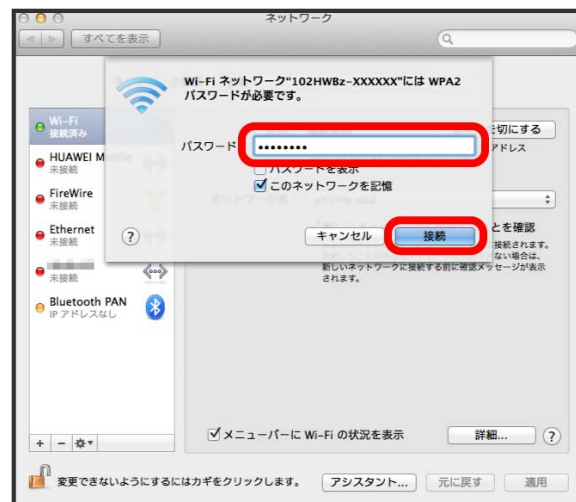 ネットワーク
すべてを表示
Wi-Fi ネットワーク"102HWBz-XXXXXX"には WPA2
パスワードが必要です。
Wi-Fi
接続済み
切にする
パスワード
••••••••
アドレス
HUAWEI M
未接続
パスワードを表示
このネットワークを記憶
FireWire
未接続
Ethernet
未接続
?
キャンセル
接続
とを確認
接続されます。
ない場合は、
新しいネットワークに接続する前に確認メッセージが表示
されます。
未接続
Bluetooth PAN
IP アドレスなし
メニューバーに Wi-Fi の状況を表示
詳細...
?
+ −
変更できないようにするにはカギをクリックします。
アシスタント...
元に戻す
適用